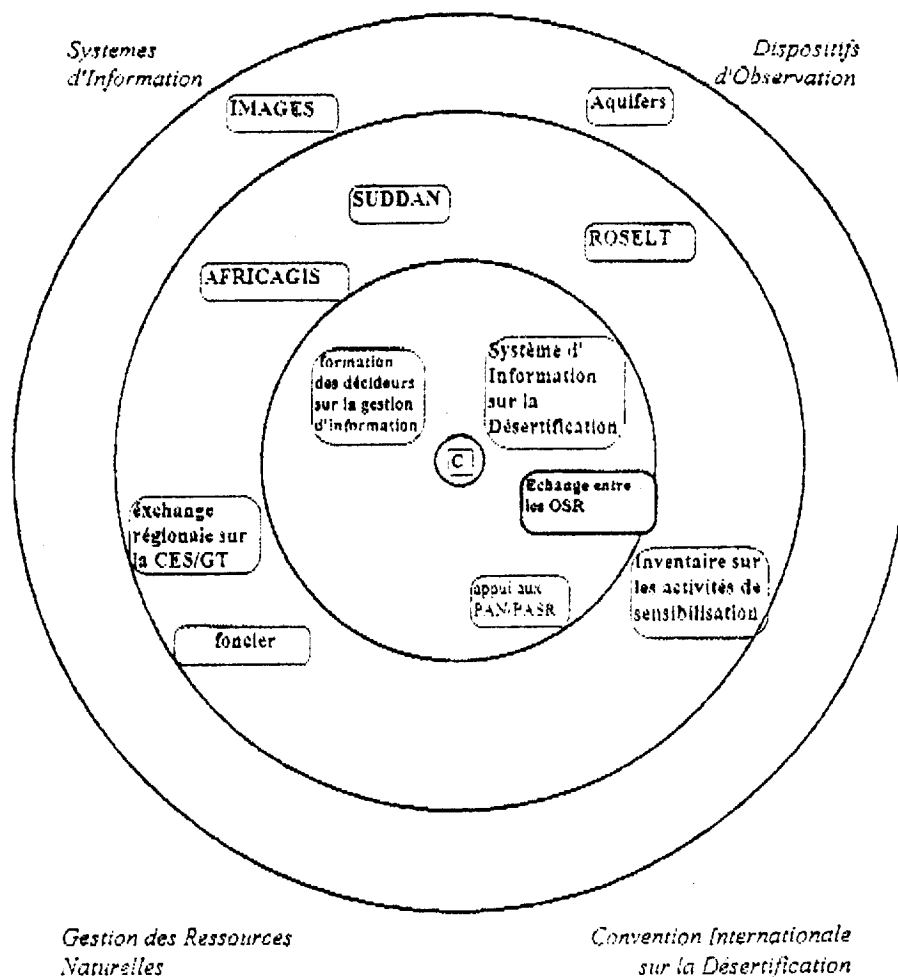 Systemes
d'Information
Dispositifs
d'Observation
IMAGES
Aquifers
SUDDAN
ROSELT
AFRICAGIS
formation
des décideurs
sur la gestion
d'information
Système d'
Information
sur la
Désertification
C
Echange entre
les OSR
éxchange
régionale sur
la CES/GT
Inventaire sur
les activités de
sensibilisation
appui aux
PAN/PASR
foncier
Gestion des Ressources
Naturelles
Convention Internationale
sur la Désertification